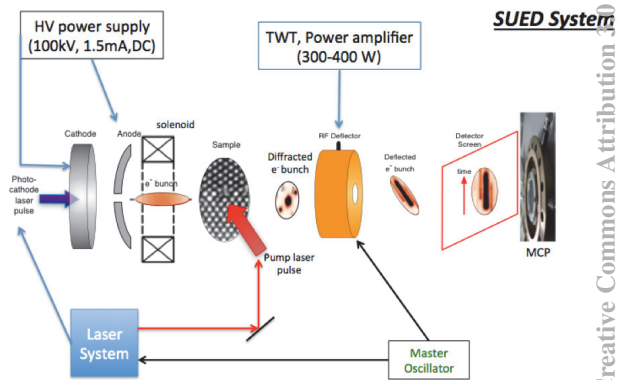 SUED System
HV power supply
(100kV, 1.5mA,DC)
TWT, Power amplifier
(300-400 W)
Cathode
Anode
solenoid
Sample
RF Deflector
Detector
Screen
Photo-
cathode
laser
pulse
e- bunch
Diffracted
e- bunch
Deflected
e- bunch
time
MCP
Pump laser
pulse
Laser
System
Master
Oscillator
Creative Commons Attribution 3.0